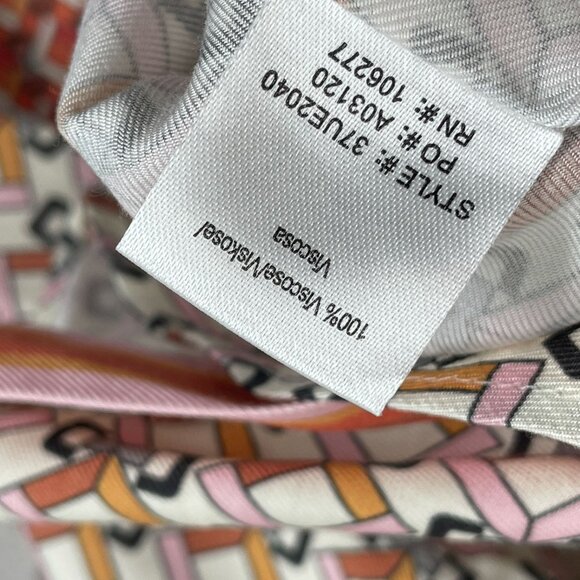 STYLE#: 37UE2040
PO#: A03120
RN#: 106277
100% Viscose/Viskose/
Viscosa